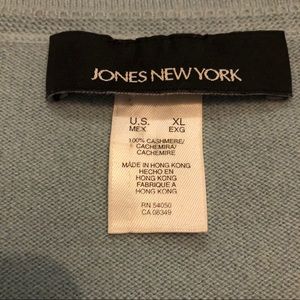 JONES NEW YORK
U.S. XL
MEX EXG
100% CASHMERE/
CACHEMIRA/
CACHEMIRE
MADE IN HONG KONG
HECHO EN
HONG KONG
FABRIQUE A
HONG KONG
RN 54050
CA 08349